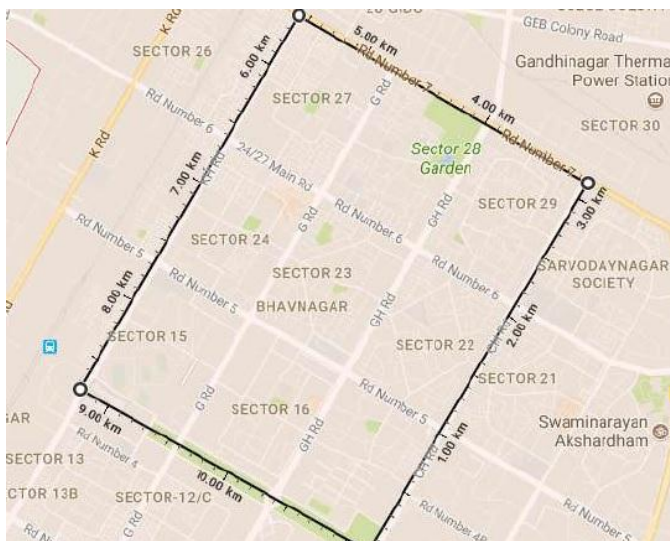 SECTOR 26
GEB Colony Road
5.00 km
6.00 km
Rd Number 7
Gandhinagar Therma
Power Station
SECTOR 27
G Rd
4.00 km
K Rd
Rd Number 6
SECTOR 30
24/27 Main Rd
Sector 28
Garden
Rd Number 7
7.00 km
KH Rd
GH Rd
SECTOR 29
3.00 km
Rd Number 5
SECTOR 24
G Rd
Rd Number 6
SECTOR 23
Rd Number 6
SARVODAYNAGAR
SOCIETY
Rd Number 5
8.00 km
BHAVNAGAR
GH Rd
2.00 km
CH Rd
SECTOR 15
SECTOR 22
SECTOR 21
Rd Number 5
9.00 km
G Rd
SECTOR 16
GAR
GH Rd
Swaminarayan
Akshardham
Rd Number 4
1.00 km
CH Rd
SECTOR 13
10.00 km
SECTOR-12/C
Rd Number 5